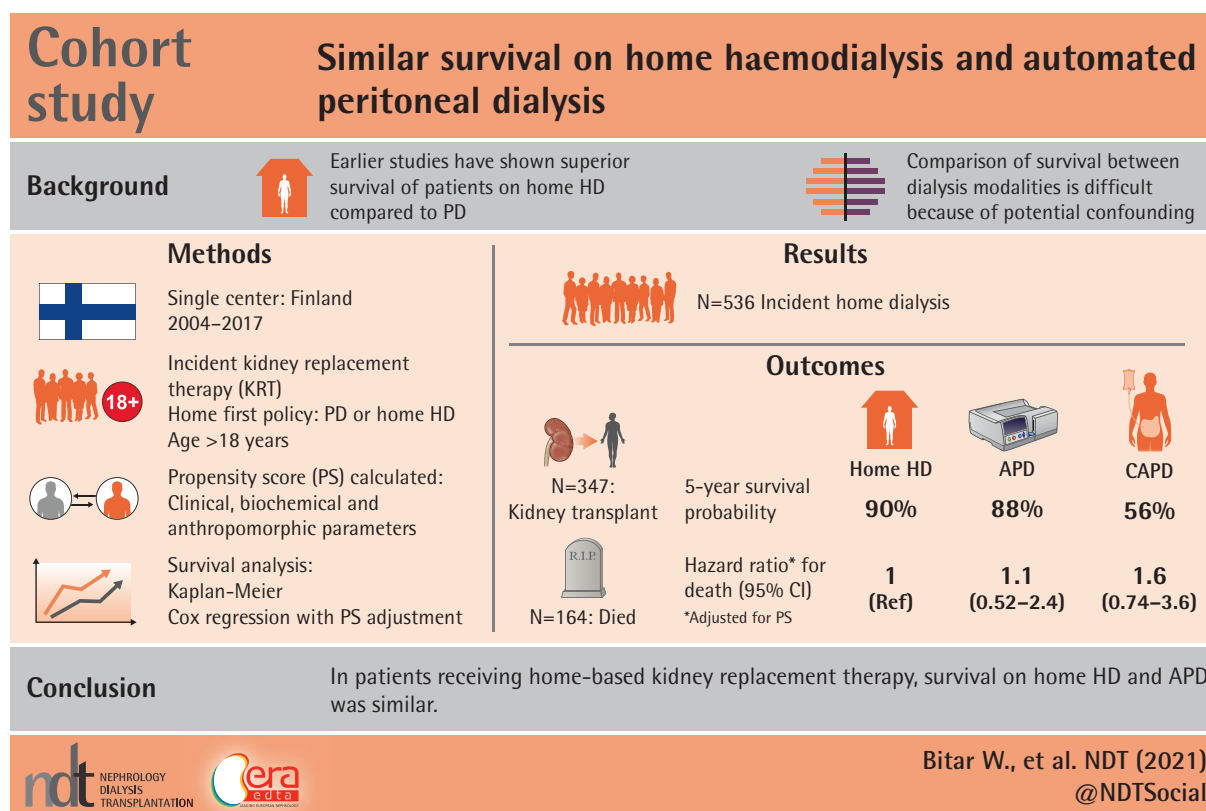 Cohort
study
Similar survival on home haemodialysis and automated
peritoneal dialysis
Background
Earlier studies have shown superior
survival of patients on home HD
compared to PD
Comparison of survival between
dialysis modalities is difficult
because of potential confounding
Methods
Single center: Finland
2004–2017
Incident kidney replacement
therapy (KRT)
Home first policy: PD or home HD
Age >18 years
18+
Propensity score (PS) calculated:
Clinical, biochemical and
anthropomorphic parameters
Survival analysis:
Kaplan-Meier
Cox regression with PS adjustment
Results
N=536 Incident home dialysis
Outcomes
Home HD
APD
CAPD
N=347:
Kidney transplant
5-year survival
probability
90%
88%
56%
R.I.P.
N=164: Died
Hazard ratio* for
death (95% CI)
*Adjusted for PS
1
(Ref)
1.1
(0.52–2.4)
1.6
(0.74–3.6)
Conclusion
In patients receiving home-based kidney replacement therapy, survival on home HD and APD
was similar.
ndt
NEPHROLOGY
DIALYSIS
TRANSPLANTATION
era
edta
LEADING EUROPEAN NEPHROLOGY
Bitar W., et al. NDT (2021)
@NDTSocial